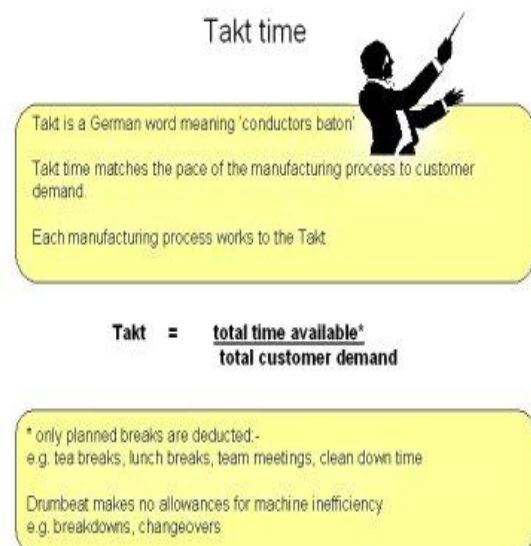 Takt time
Takt is a German word meaning 'conductors baton'
Takt time matches the pace of the manufacturing process to customer
demand.
Each manufacturing process works to the Takt
Takt = total time available*
total customer demand
* only planned breaks are deducted:-
e.g. tea breaks, lunch breaks, team meetings, clean down time
Drumbeat makes no allowances for machine inefficiency
e.g. breakdowns, changeovers